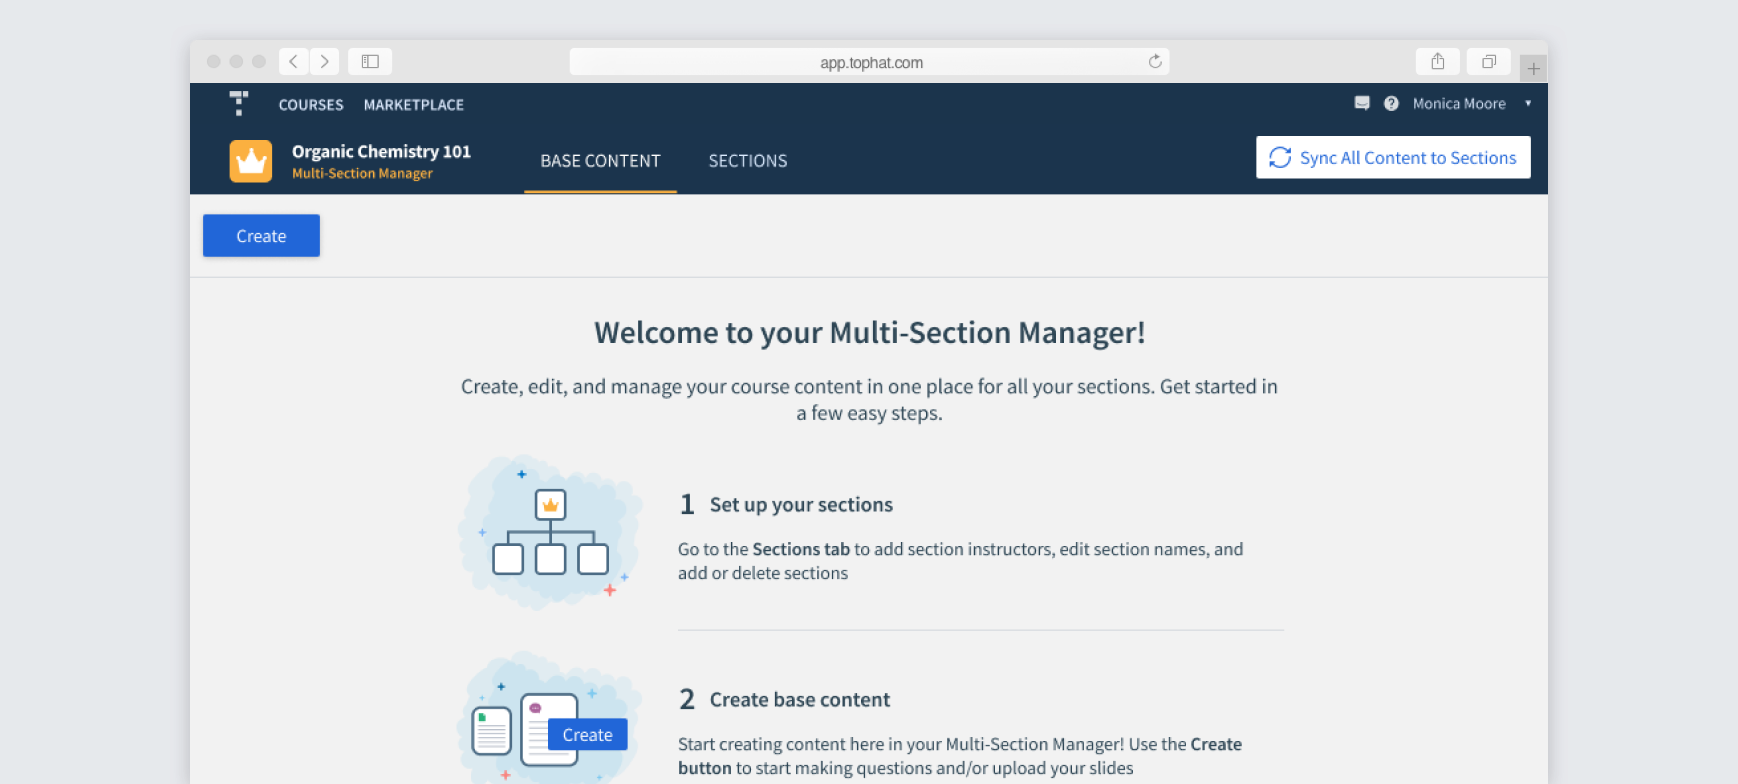 app.tophat.com
COURSES MARKETPLACE
Monica Moore
Organic Chemistry 101
Multi-Section Manager
BASE CONTENT
SECTIONS
Sync All Content to Sections
Create
Welcome to your Multi-Section Manager!
Create, edit, and manage your course content in one place for all your sections. Get started in
a few easy steps.
1 Set up your sections
Go to the Sections tab to add section instructors, edit section names, and
add or delete sections
2 Create base content
Create
Start creating content here in your Multi-Section Manager! Use the Create
button to start making questions and/or upload your slides